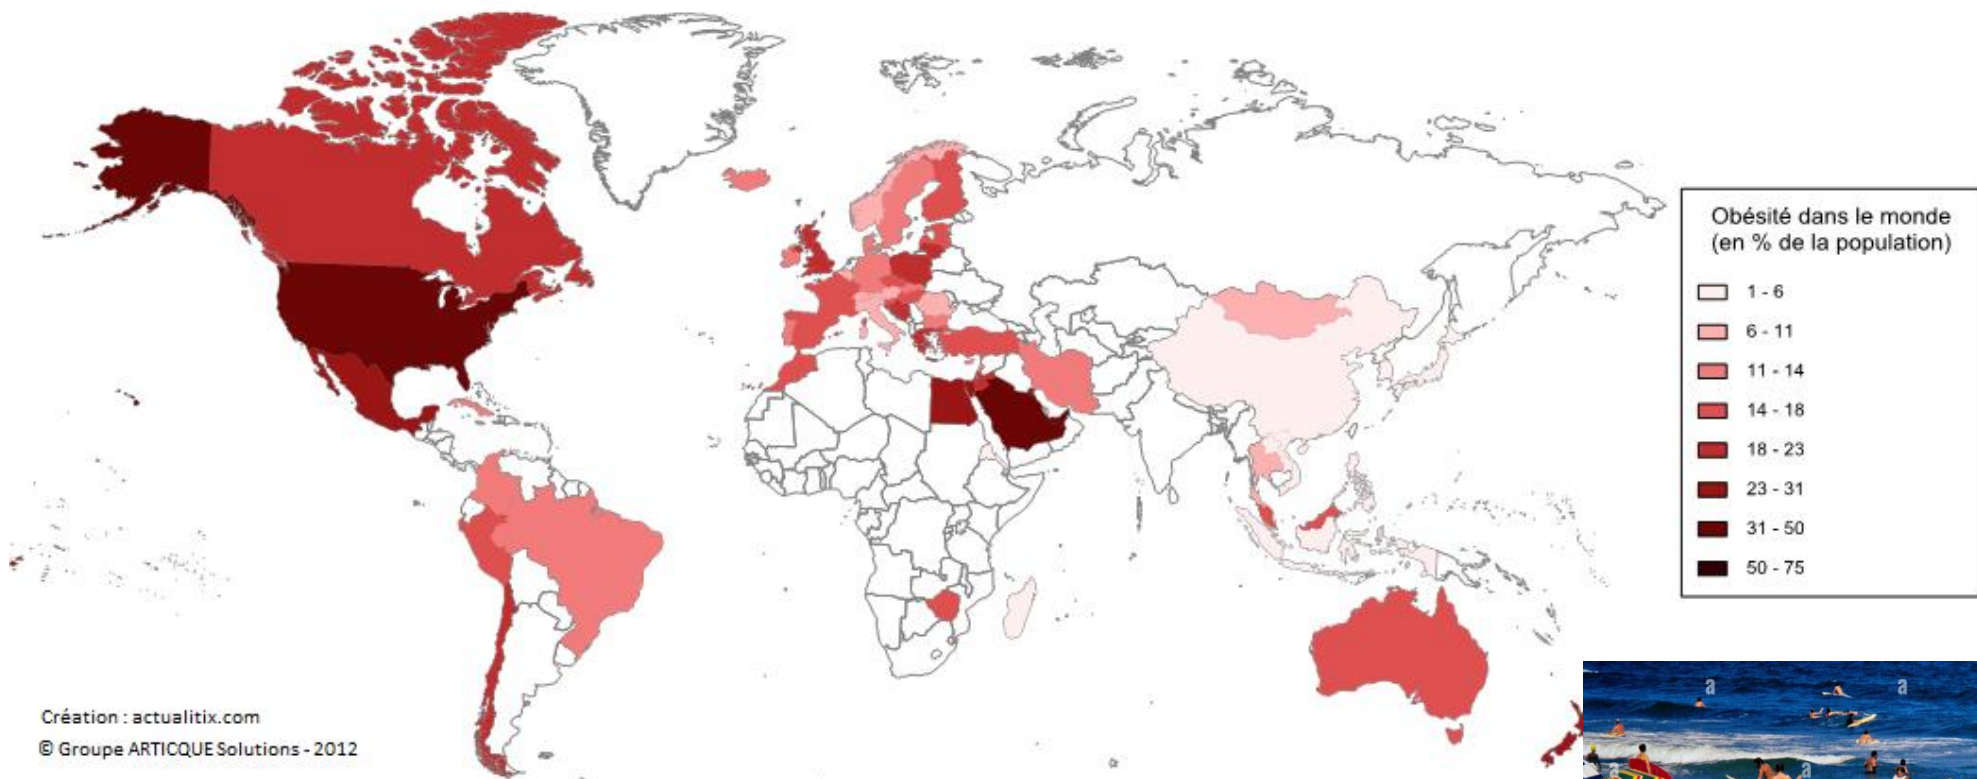 Obésité dans le monde
(en % de la population)
1 - 6
6 - 11
11 - 14
14 - 18
18 - 23
23 - 31
31 - 50
50 - 75
Création : actualitix.com
© Groupe ARTICQUE Solutions - 2012
a
a
a
a